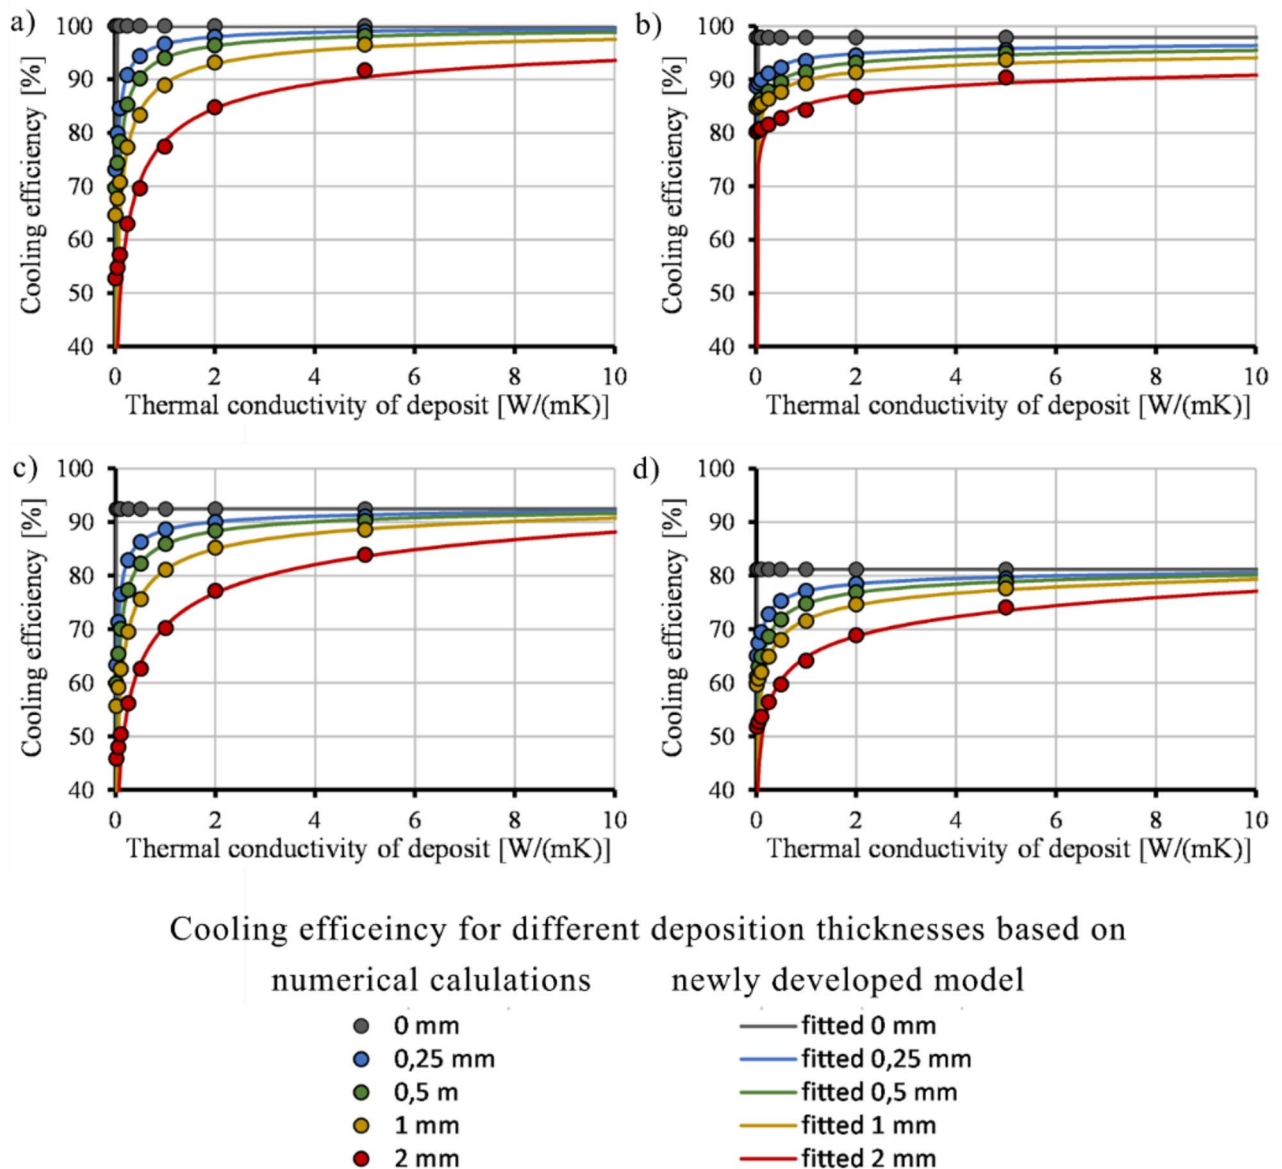 a)
Cooling efficiency [%]
100
90
80
70
60
50
40
0 2 4 6 8 10
Thermal conductivity of deposit [W/(mK)]
b)
Cooling efficiency [%]
100
90
80
70
60
50
40
0 2 4 6 8 10
Thermal conductivity of deposit [W/(mK)]
c)
Cooling efficiency [%]
100
90
80
70
60
50
40
0 2 4 6 8 10
Thermal conductivity of deposit [W/(mK)]
d)
Cooling efficiency [%]
100
90
80
70
60
50
40
0 2 4 6 8 10
Thermal conductivity of deposit [W/(mK)]
Cooling efficeincy for different deposition thicknesses based on
numerical calulations newly developed model
0 mm fitted 0 mm
0,25 mm fitted 0,25 mm
0,5 m fitted 0,5 mm
1 mm fitted 1 mm
2 mm fitted 2 mm